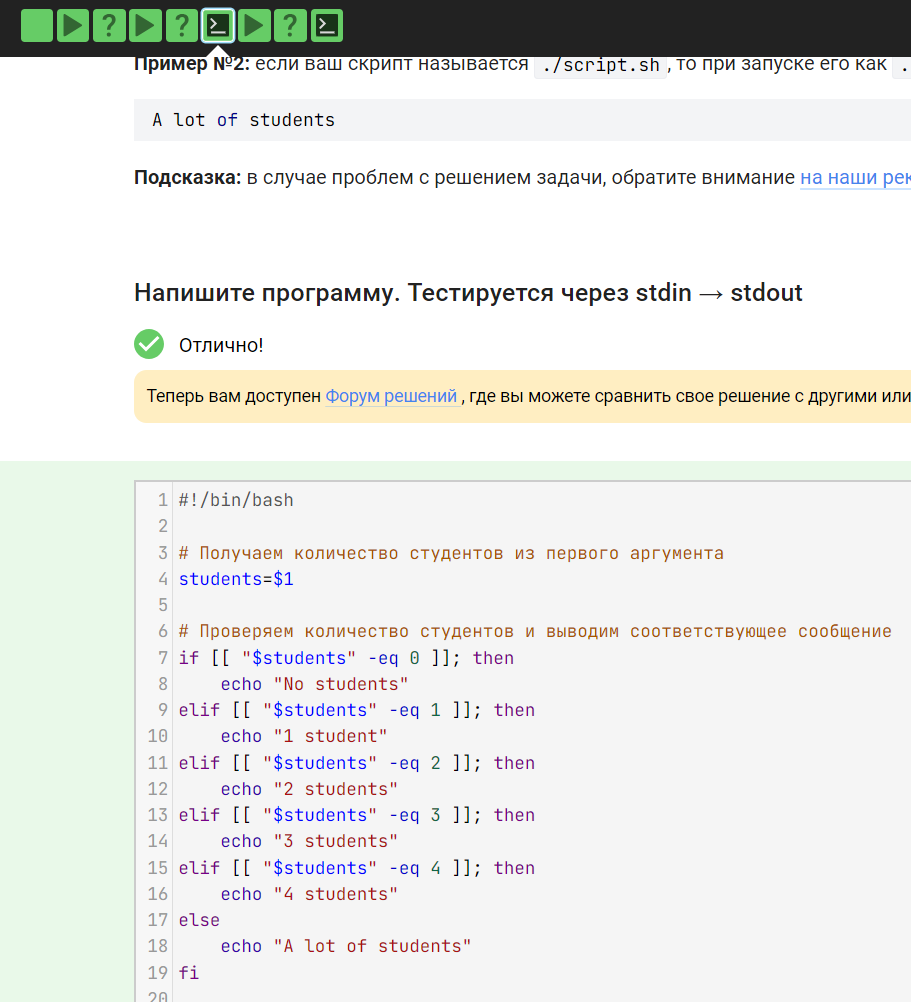 Пример №2: если ваш скрипт называется ./script.sh , то при запуске его как .
A lot of students
Подсказка: в случае проблем с решением задачи, обратите внимание на наши рек
Напишите программу. Тестируется через stdin → stdout
Отлично!
Теперь вам доступен Форум решений , где вы можете сравнить свое решение с другими или
1 #!/bin/bash
2
3 # Получаем количество студентов из первого аргумента
4 students=$1
5
6 # Проверяем количество студентов и выводим соответствующее сообщение
7 if [[ "$students" -eq 0 ]]; then
8     echo "No students"
9 elif [[ "$students" -eq 1 ]]; then
10     echo "1 student"
11 elif [[ "$students" -eq 2 ]]; then
12     echo "2 students"
13 elif [[ "$students" -eq 3 ]]; then
14     echo "3 students"
15 elif [[ "$students" -eq 4 ]]; then
16     echo "4 students"
17 else
18     echo "A lot of students"
19 fi
20